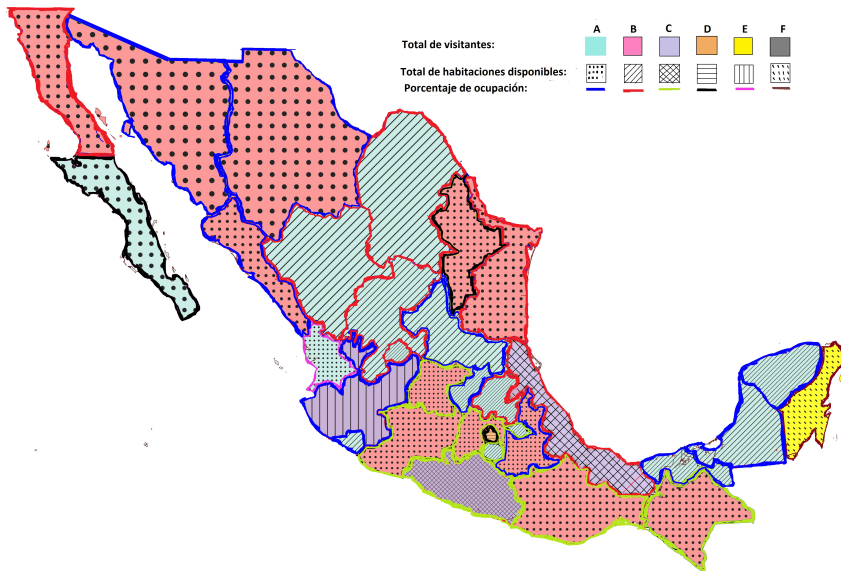 A B C D E F
Total de visitantes:
Total de habitaciones disponibles:
Porcentaje de ocupación: